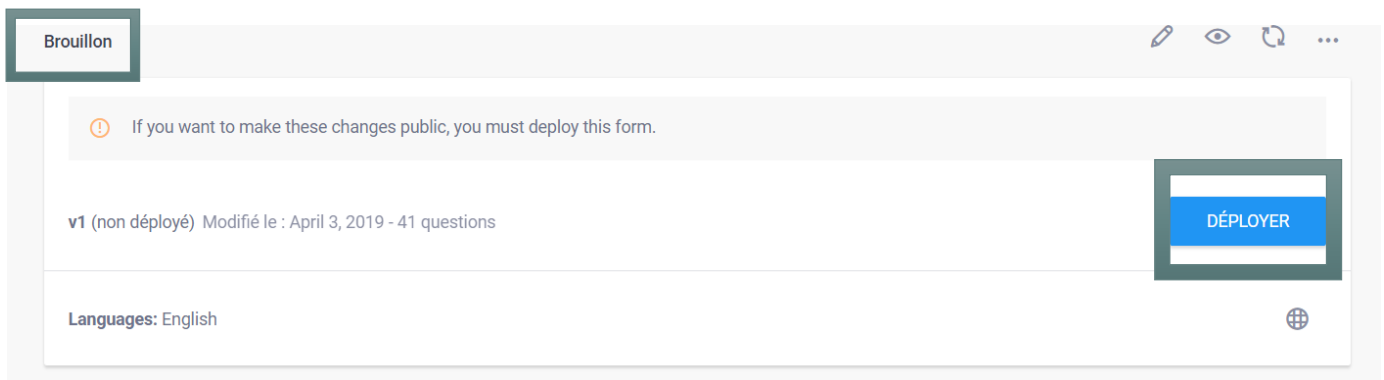 Brouillon
If you want to make these changes public, you must deploy this form.
v1 (non déployé) Modifié le : April 3, 2019 - 41 questions
DÉPLOYER
Languages: English